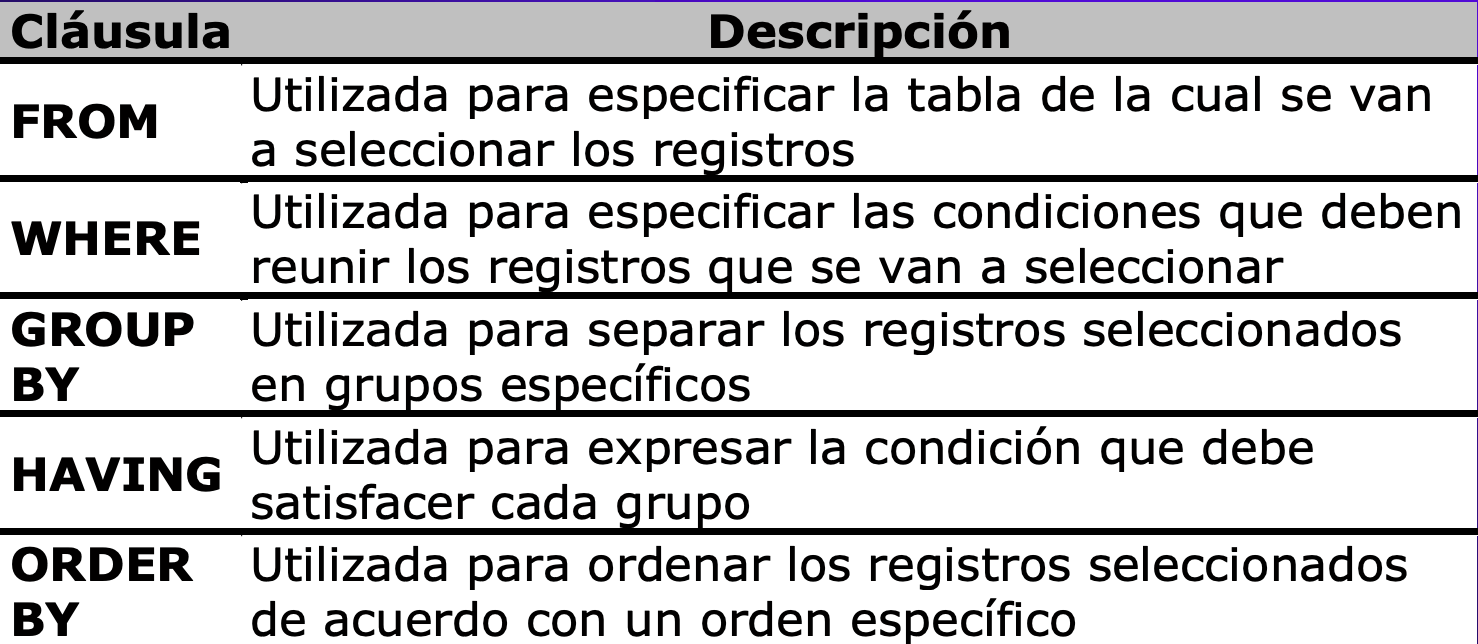 Cláusula Descripción
FROM Utilizada para especificar la tabla de la cual se van
a seleccionar los registros
WHERE Utilizada para especificar las condiciones que deben
reunir los registros que se van a seleccionar
GROUP Utilizada para separar los registros seleccionados
BY en grupos específicos
HAVING Utilizada para expresar la condición que debe
satisfacer cada grupo
ORDER Utilizada para ordenar los registros seleccionados
BY de acuerdo con un orden específico